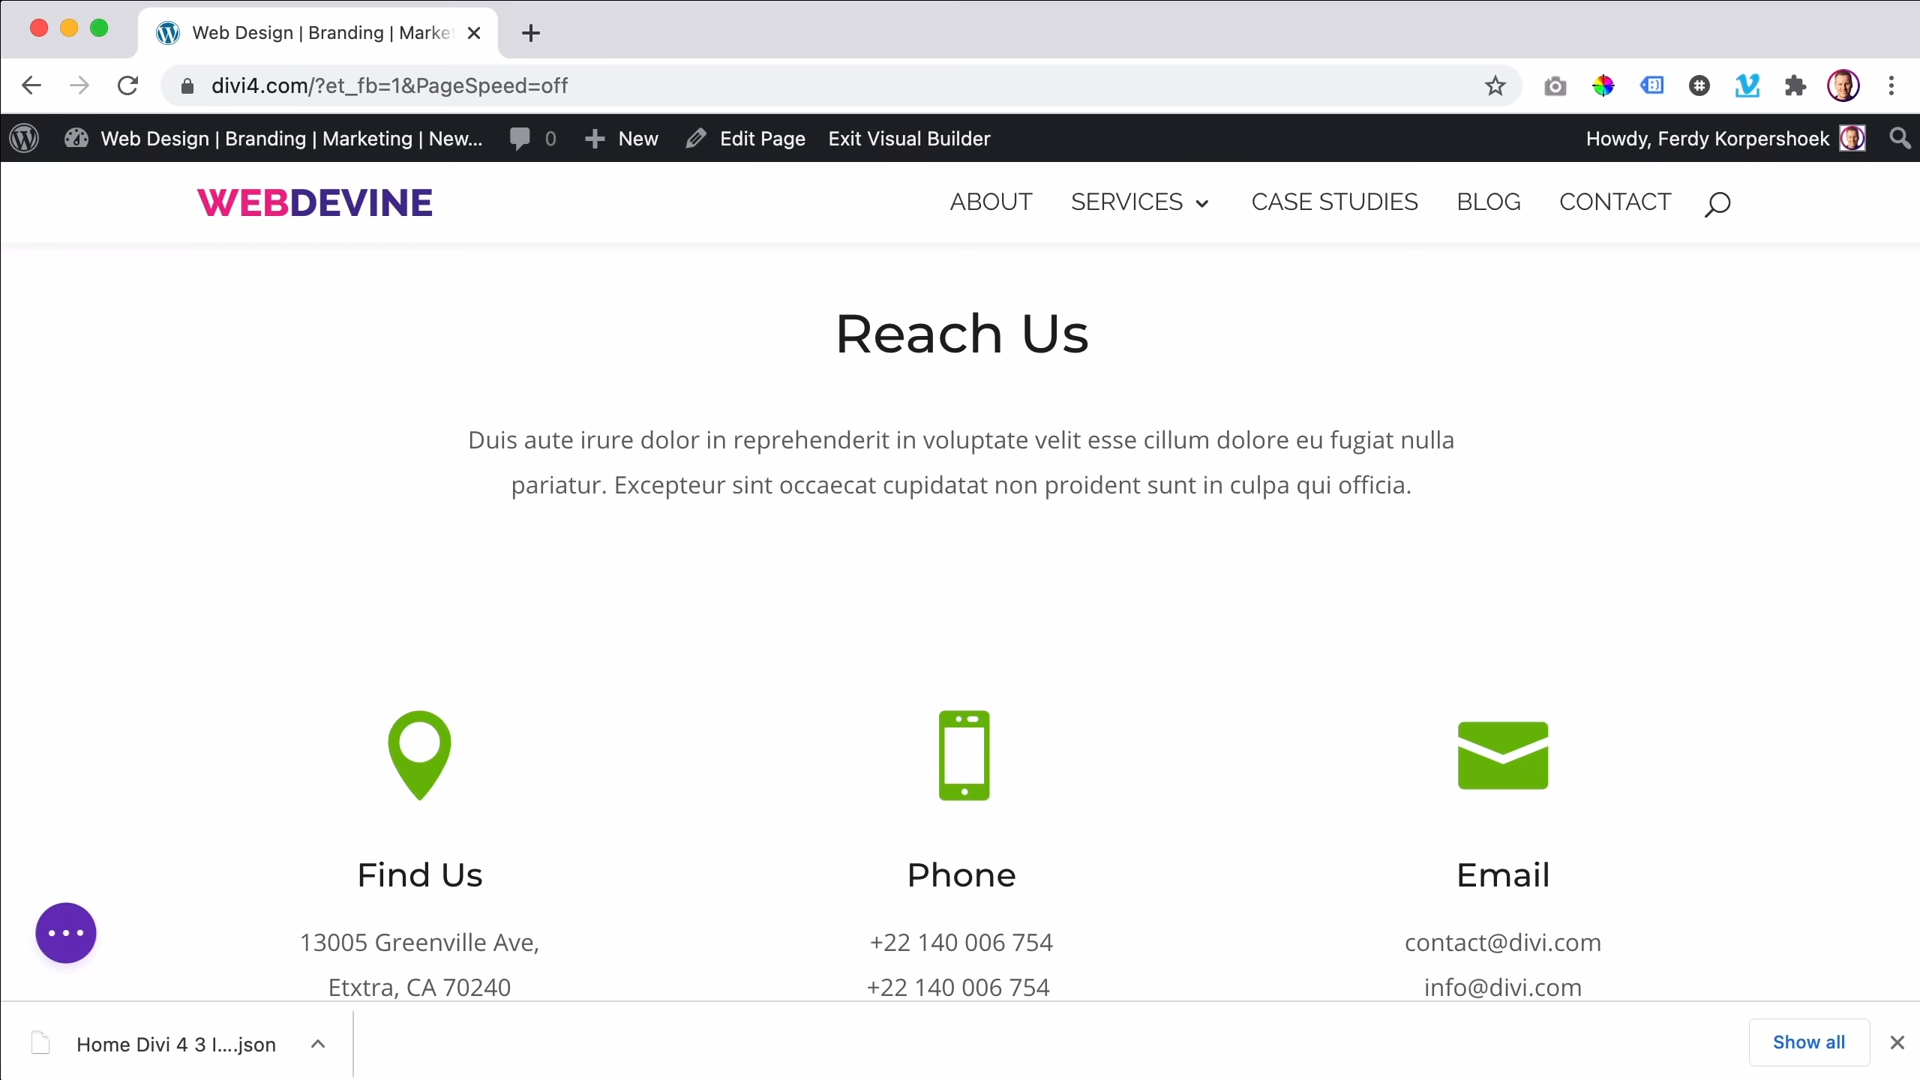 Web Design | Branding | Marke
divi4.com/?et_fb=1&PageSpeed=off
Web Design | Branding | Marketing | New... 0 New Edit Page Exit Visual Builder Howdy, Ferdy Korpershoek
WEBDEVINE ABOUT SERVICES CASE STUDIES BLOG CONTACT
Reach Us
Duis aute irure dolor in reprehenderit in voluptate velit esse cillum dolore eu fugiat nulla
pariatur. Excepteur sint occaecat cupidatat non proident sunt in culpa qui officia.
Find Us
13005 Greenville Ave,
Etxtra, CA 70240
Phone
+22 140 006 754
+22 140 006 754
Email
contact@divi.com
info@divi.com
Home Divi 4 3 I....json Show all